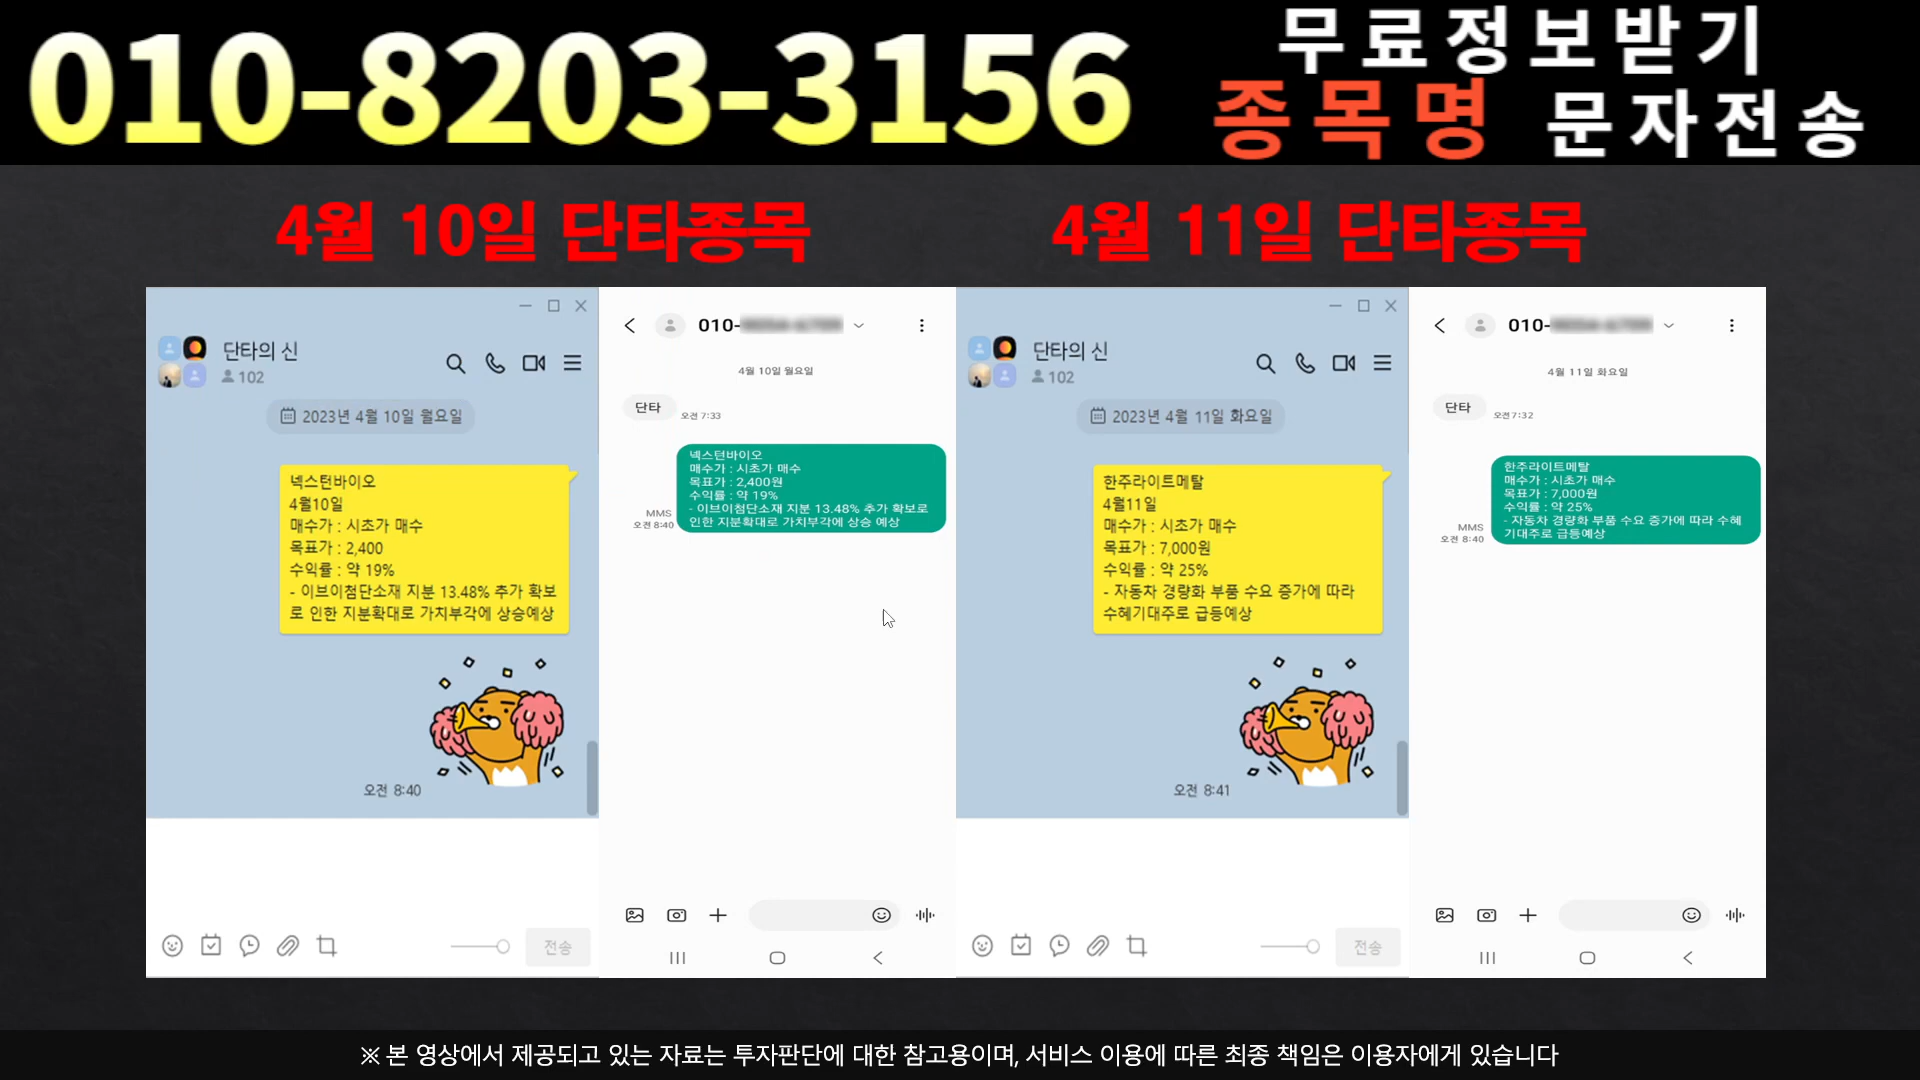 010-8203-3156
무료정보받기
종목명 문자전송
4월 10일 단타종목
4월 11일 단타종목
단타의 신
102
2023년 4월 10일 월요일
넥스턴바이오
4월10일
매수가 : 시초가 매수
목표가 : 2,400
수익률 : 약 19%
- 이브이첨단소재 지분 13.48% 추가 확보
로 인한 지분확대로 가치부각에 상승예상
오전 8:40
전송
010-
4월 10일 월요일
단타
오전 7:33
넥스턴바이오
매수가 : 시초가 매수
목표가 : 2,400원
수익률 : 약 19%
- 이브이첨단소재 지분 13.48% 추가 확보로
인한 지분확대로 가치부각에 상승 예상
MMS
오전 8:40
단타의 신
102
2023년 4월 11일 화요일
한주라이트메탈
4월11일
매수가 : 시초가 매수
목표가 : 7,000원
수익률 : 약 25%
- 자동차 경량화 부품 수요 증가에 따라
수혜기대주로 급등예상
오전 8:41
전송
010-
4월 11일 화요일
단타
오전 7:32
한주라이트메탈
매수가 : 시초가 매수
목표가 : 7,000원
수익률 : 약 25%
- 자동차 경량화 부품 수요 증가에 따라 수혜
기대주로 급등예상
MMS
오전 8:40
※ 본 영상에서 제공되고 있는 자료는 투자판단에 대한 참고용이며, 서비스 이용에 따른 최종 책임은 이용자에게 있습니다